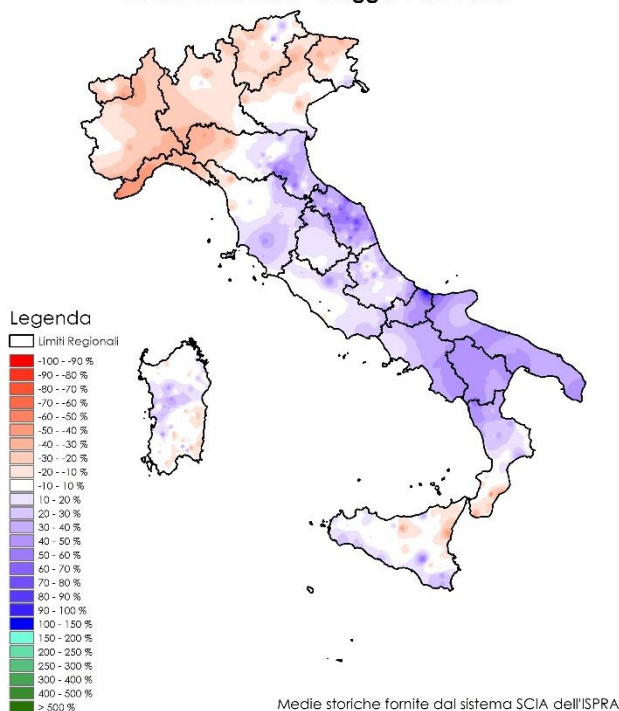 Legenda
Limiti Regionali
-100 - -90 %
-90 - -80 %
-80 - -70 %
-70 - -60 %
-60 - -50 %
-50 - -40 %
-40 - -30 %
-30 - -20 %
-20 - -10 %
-10 - 10 %
10 - 20 %
20 - 30 %
30 - 40 %
40 - 50 %
50 - 60 %
60 - 70 %
70 - 80 %
80 - 90 %
90 - 100 %
100 - 150 %
150 - 200 %
200 - 250 %
250 - 300 %
300 - 400 %
400 - 500 %
> 500 %
Medie storiche fornite dal sistema SCIA dell'ISPRA